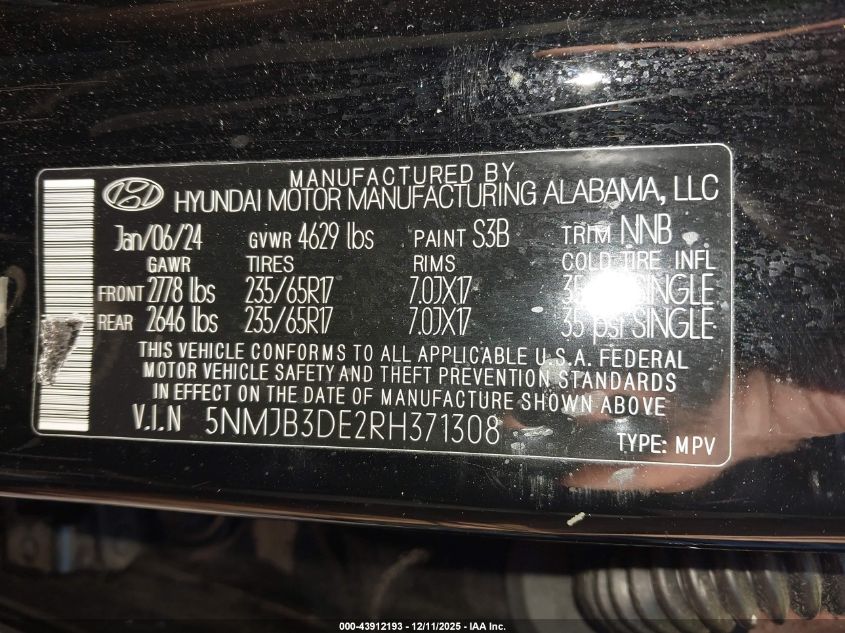 MANUFACTURED BY
HYUNDAI MOTOR MANUFACTURING ALABAMA, LLC
Jan/06/24 GVWR 4629 lbs PAINT S3B TRIM NNB
GAWR TIRES RIMS COLD TIRE INFL
FRONT 2778 lbs 235/65R17 7.0JX17 35 SINGLE
REAR 2646 lbs 235/65R17 7.0JX17 35 psi SINGLE
THIS VEHICLE CONFORMS TO ALL APPLICABLE U.S.A. FEDERAL
MOTOR VEHICLE SAFETY AND THEFT PREVENTION STANDARDS
IN EFFECT ON THE DATE OF MANUFACTURE SHOWN ABOVE
V.I.N 5NMJB3DE2RH371308 TYPE: MPV
000-43912193 - 12/11/2025 - IAA Inc.